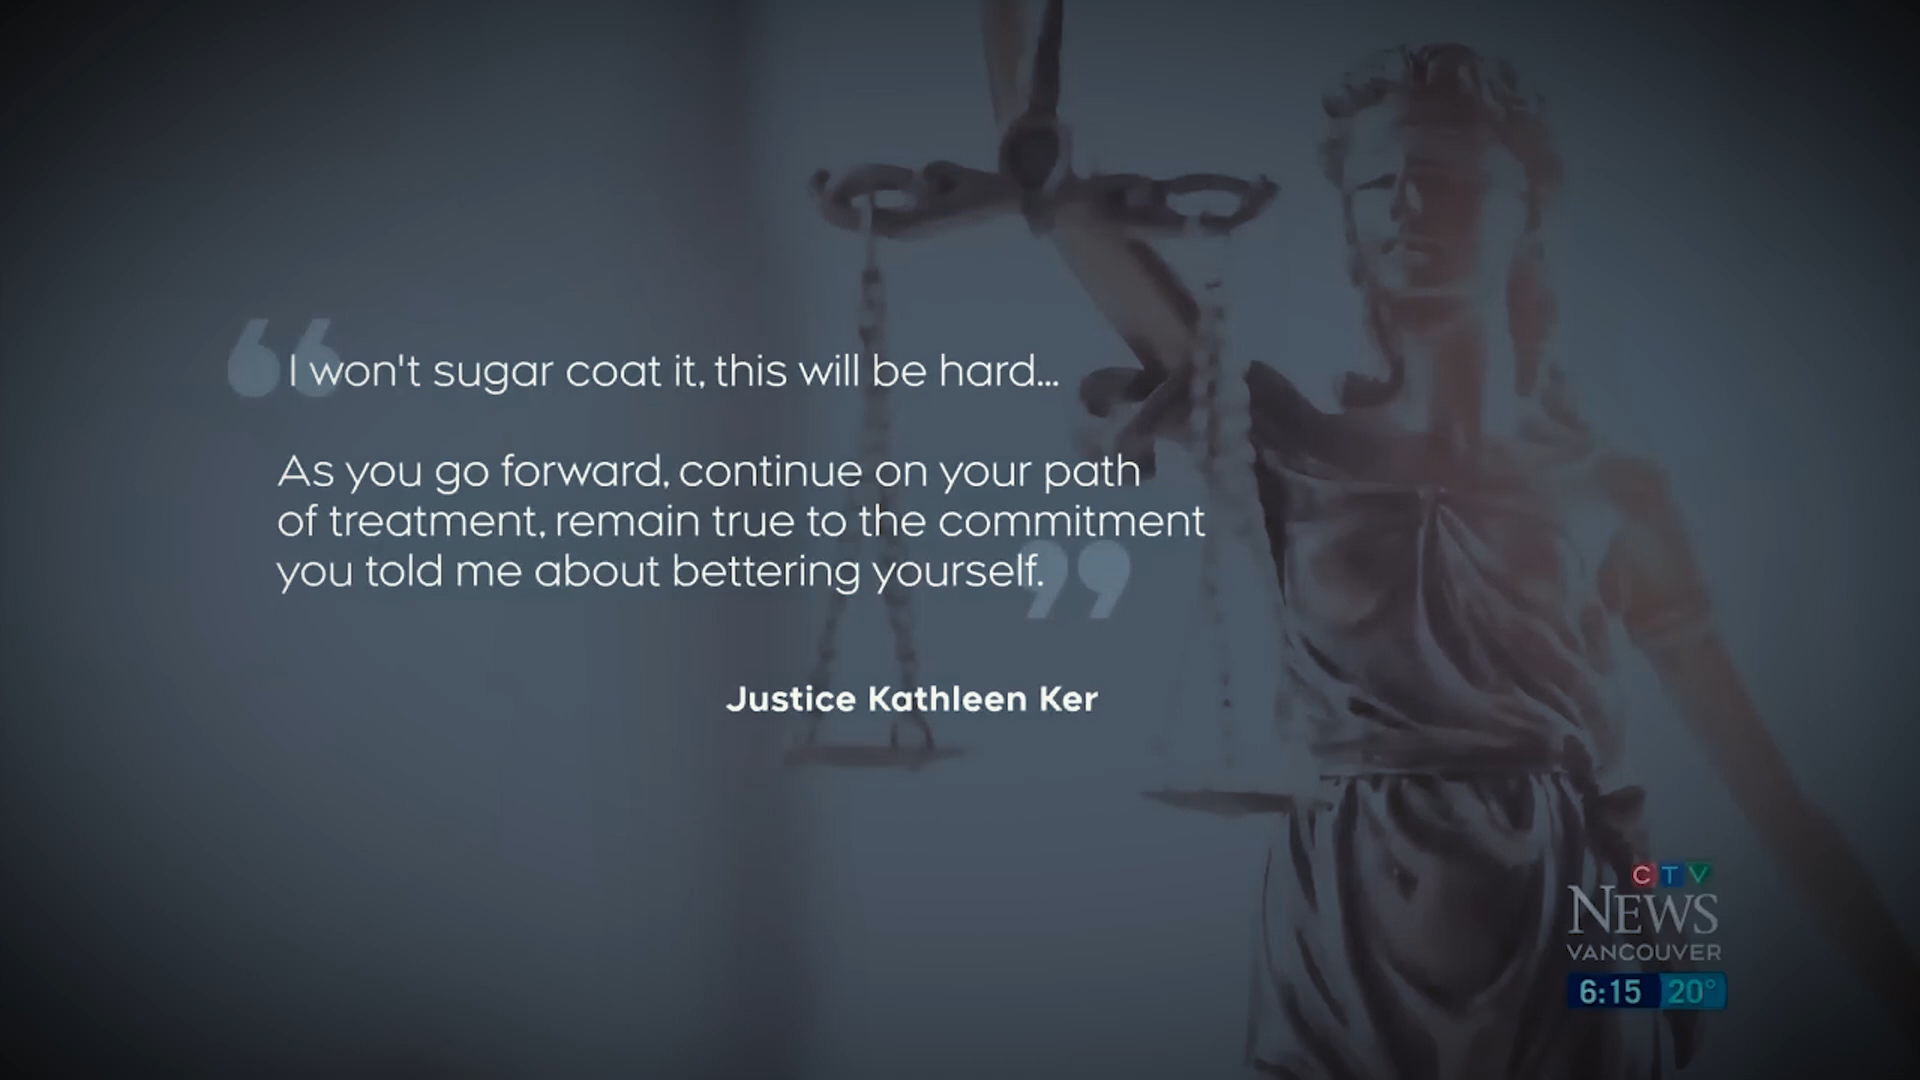 “I won't sugar coat it, this will be hard...
As you go forward, continue on your path
of treatment, remain true to the commitment
you told me about bettering yourself.”
Justice Kathleen Ker
CTV
NEWS
VANCOUVER
6:15 20°